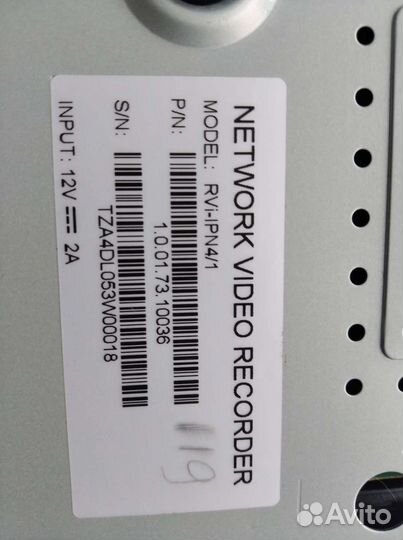 NETWORK VIDEO RECORDER
MODEL: RVi-IPN4/1
P/N:
1.0.01.73.10036
S/N:
TZA4DL053W00018
INPUT: 12V ⎓ 2A
119
Avito